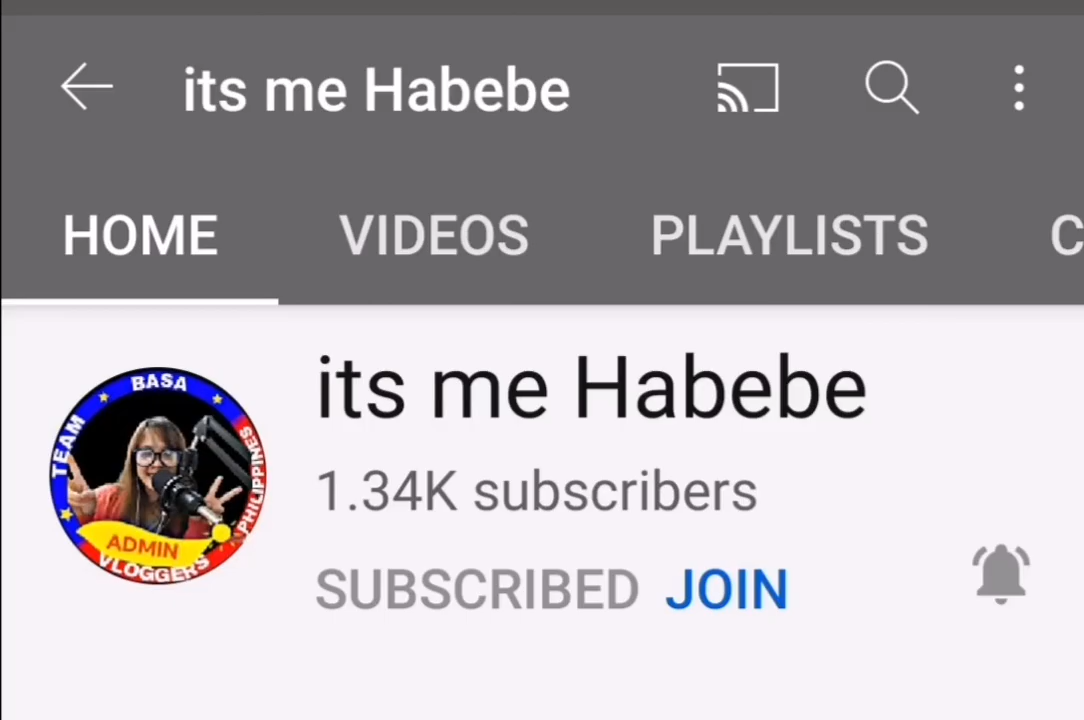 its me Habebe
HOME VIDEOS PLAYLISTS C
its me Habebe
1.34K subscribers
SUBSCRIBED JOIN
TEAM BASA PHILIPPINES
ADMIN
VLOGGERS